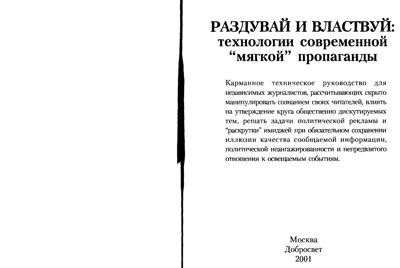 РАЗДУВАЙ И ВЛАСТВУЙ:
технологии современной
“мягкой” пропаганды
Карманное техническое руководство для
независимых журналистов, рассчитывающих скрыто
манипулировать сознанием своих читателей, влиять
на утверждение круга общественно дискутируемых
тем, решать задачи политической рекламы и
“раскрутки” имиджей при обязательном сохранении
иллюзии качества сообщаемой информации,
политической неангажированности и непредвзятого
отношения к освещаемым событиям.
Москва
Добросвет
2001